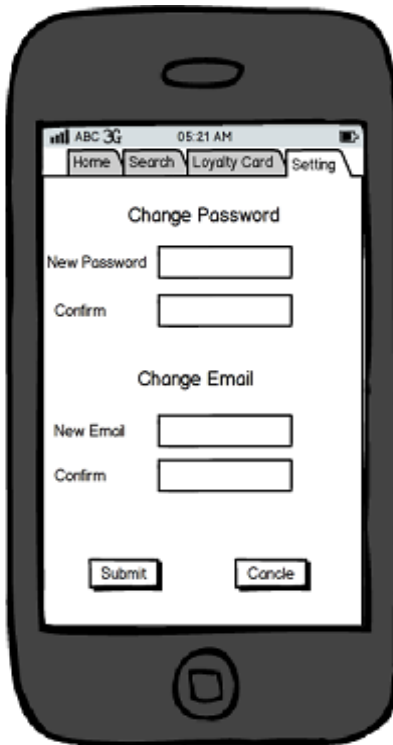 ABC 3G 05:21 AM
Home Search Loyalty Card Setting
Change Password
New Password
Confirm
Change Email
New Email
Confirm
Submit Cancle